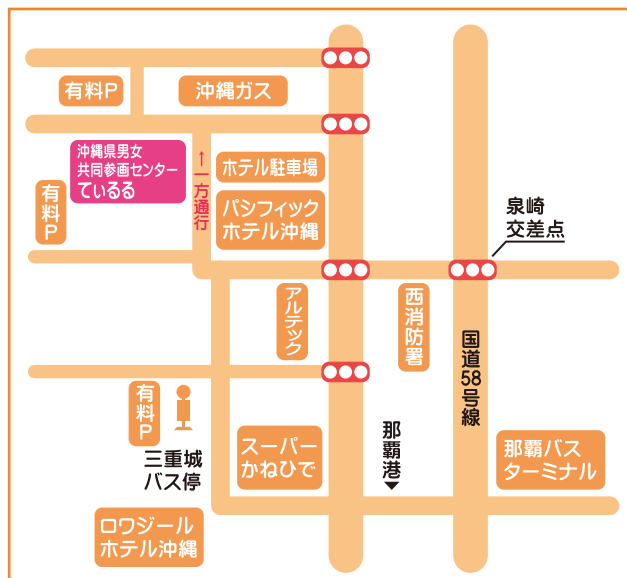 有料P
沖縄ガス
沖縄県男女
共同参画センター
てぃるる
↑一方通行
ホテル駐車場
有料P
パシフィック
ホテル沖縄
泉崎
交差点
アルテック
西消防署
国道58号線
有料P
三重城
バス停
スーパー
かねひで
那覇港
那覇バス
ターミナル
ロワジール
ホテル沖縄